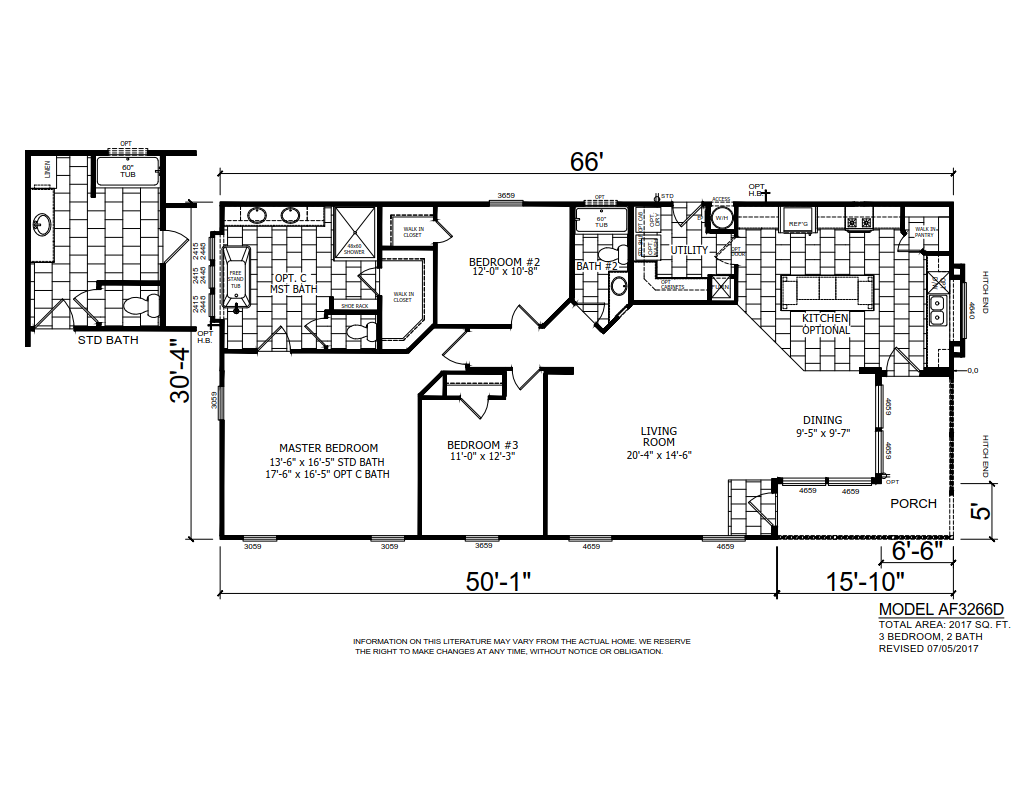 OPT
LINEN
60"
TUB
STD BATH
66'
OPT
H.B.
3659
OPT
STD
ACCESS
W/H
REF'G
WALK IN
PANTRY
60"
TUB
BATH #2
UTILITY
OPT
DOOR
OPT
CABINETS
FURN
WALK IN
CLOSET
WALK IN
CLOSET
48x60
SHOWER
SHOE RACK
FREE
STAND
TUB
OPT. C
MST BATH
BEDROOM #2
12'-0" x 10'-8"
KITCHEN
OPTIONAL
2415
2448
2415
2448
2415
2448
OPT
H.B.
30'-4"
3059
HITCH END
4640
0,0
MASTER BEDROOM
13'-6" x 16'-5" STD BATH
17'-6" x 16'-5" OPT C BATH
BEDROOM #3
11'-0" x 12'-3"
LIVING
ROOM
20'-4" x 14'-6"
DINING
9'-5" x 9'-7"
4659
4659
OPT
HITCH END
4659
4659
PORCH
5'
3059
3059
3659
4659
4659
6'-6"
50'-1"
15'-10"
MODEL AF3266D
TOTAL AREA: 2017 SQ. FT.
3 BEDROOM, 2 BATH
REVISED 07/05/2017
INFORMATION ON THIS LITERATURE MAY VARY FROM THE ACTUAL HOME. WE RESERVE
THE RIGHT TO MAKE CHANGES AT ANY TIME, WITHOUT NOTICE OR OBLIGATION.